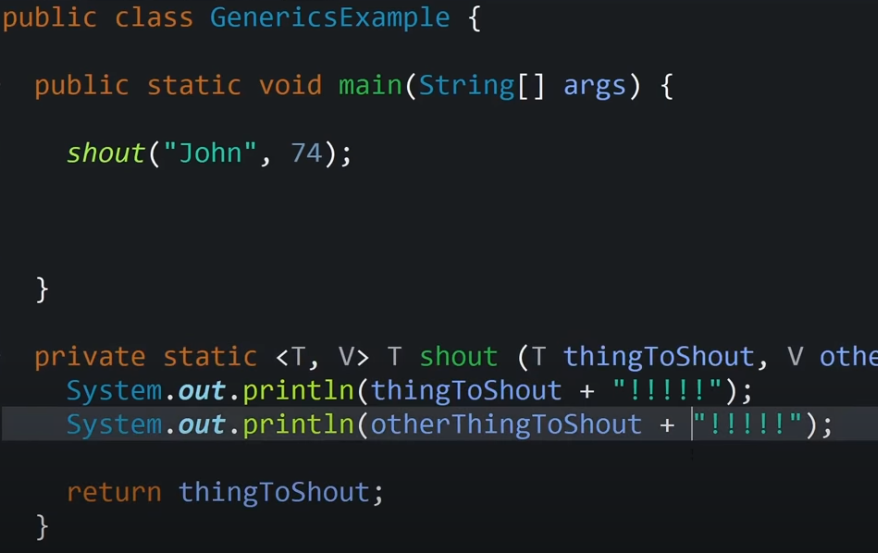 public class GenericsExample {
public static void main(String[] args) {
shout("John", 74);
}
private static <T, V> T shout (T thingToShout, V othe
System.out.println(thingToShout + "!!!!!");
System.out.println(otherThingToShout + "!!!!!");
return thingToShout;
}